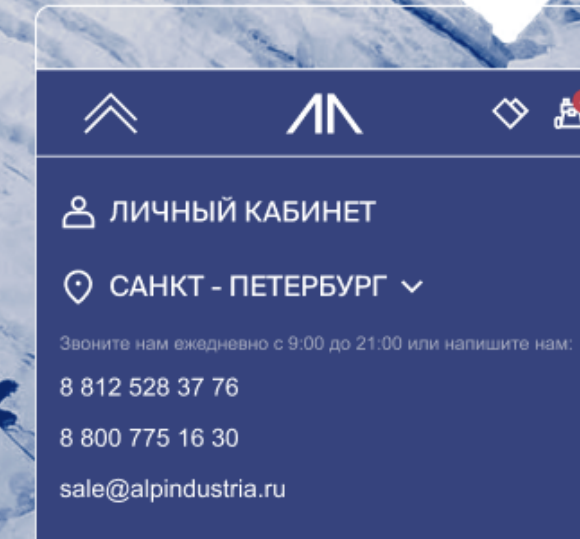 ЛИЧНЫЙ КАБИНЕТ
САНКТ - ПЕТЕРБУРГ
Звоните нам ежедневно с 9:00 до 21:00 или напишите нам:
8 812 528 37 76
8 800 775 16 30
sale@alpindustria.ru